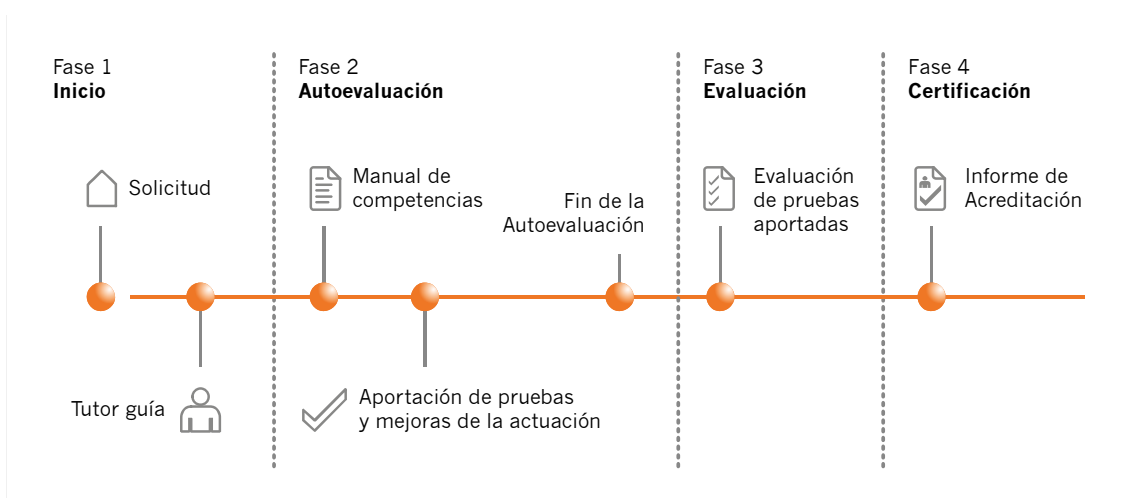 Fase 1
Inicio
Solicitud
Tutor guía
Fase 2
Autoevaluación
Manual de
competencias
Aportación de pruebas
y mejoras de la actuación
Fin de la
Autoevaluación
Fase 3
Evaluación
Evaluación
de pruebas
aportadas
Fase 4
Certificación
Informe de
Acreditación